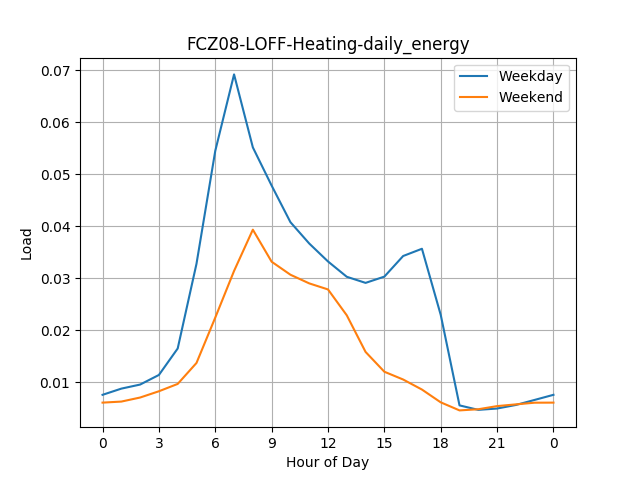 FCZ08-LOFF-Heating-daily_energy
Weekday
Weekend
0.07
0.06
0.05
0.04
0.03
0.02
0.01
Load
0 3 6 9 12 15 18 21 0
Hour of Day